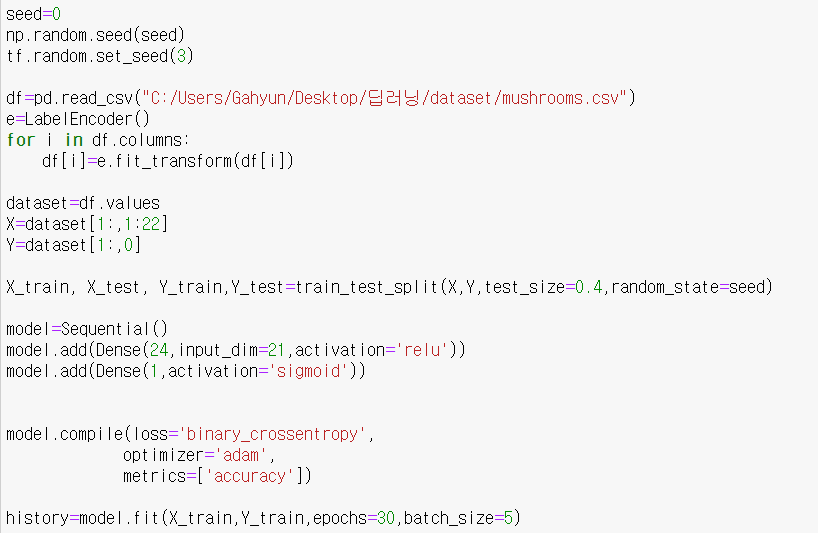 seed=0
np.random.seed(seed)
tf.random.set_seed(3)
df=pd.read_csv("C:/Users/Gahyun/Desktop/딥러닝/dataset/mushrooms.csv")
e=LabelEncoder()
for i in df.columns:
    df[i]=e.fit_transform(df[i])
dataset=df.values
X=dataset[1:,1:22]
Y=dataset[1:,0]
X_train, X_test, Y_train,Y_test=train_test_split(X,Y,test_size=0.4,random_state=seed)
model=Sequential()
model.add(Dense(24,input_dim=21,activation='relu'))
model.add(Dense(1,activation='sigmoid'))
model.compile(loss='binary_crossentropy',
            optimizer='adam',
            metrics=['accuracy'])
history=model.fit(X_train,Y_train,epochs=30,batch_size=5)